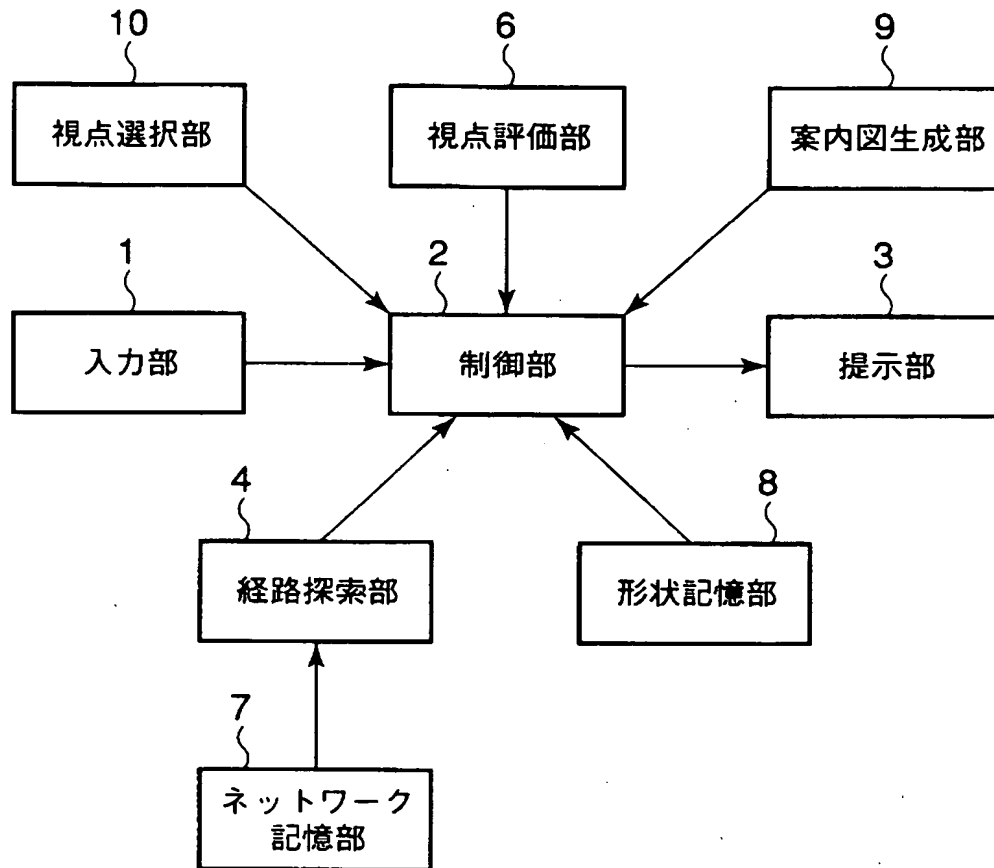 10
視点選択部
6
視点評価部
9
案内図生成部
1
入力部
2
制御部
3
提示部
4
経路探索部
8
形状記憶部
7
ネットワーク
記憶部